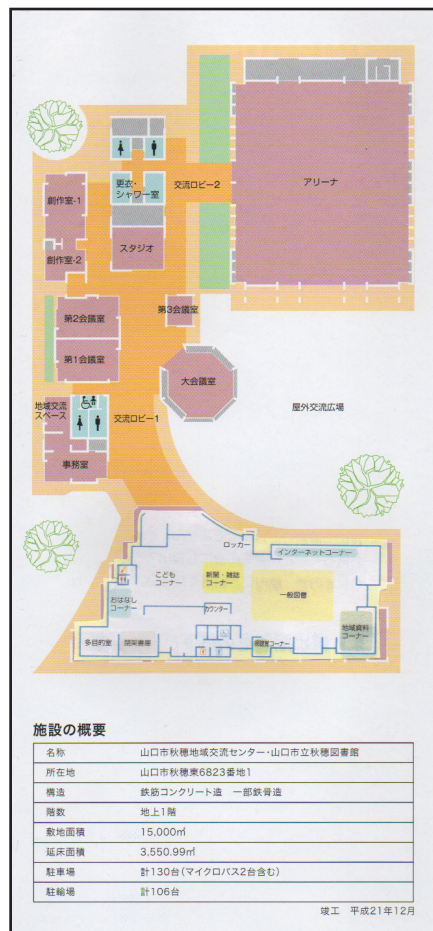 アリーナ
更衣・
シャワー室
交流ロビー2
創作室-1
スタジオ
創作室-2
第3会議室
第2会議室
第1会議室
大会議室
屋外交流広場
地域交流
スペース
交流ロビー1
事務室
ロッカー
インターネットコーナー
こども
コーナー
新聞・雑誌
コーナー
一般図書
おはなし
コーナー
カウンター
地域資料
コーナー
多目的室
閉架書庫
施設の概要
名称 山口市秋穂地域交流センター・山口市立秋穂図書館
所在地 山口市秋穂東6823番地1
構造 鉄筋コンクリート造 一部鉄骨造
階数 地上1階
敷地面積 15,000㎡
延床面積 3,550.99㎡
駐車場 計130台(マイクロバス2台含む)
駐輪場 計106台
竣工 平成21年12月